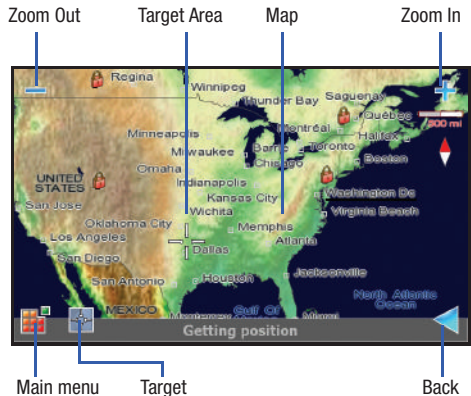 Zoom Out Target Area Map Zoom In
Regina
Winnipeg
Thunder Bay Saguenay
Québec
Montréal Halifax
300 mi
Minneapolis
Milwaukee Barrie Toronto
Chicago Boston
Omaha
UNITED
STATES
Indianapolis
Kansas City Washington Dc
San Jose Wichita Virginia Beach
Oklahoma City Memphis
Los Angeles Atlanta
San Diego Dallas
San Antonio Houston Jacksonville
North Atlantic
Ocean
MEXICO Monterrey Gulf Of Miami
Getting position
Main menu Target Back